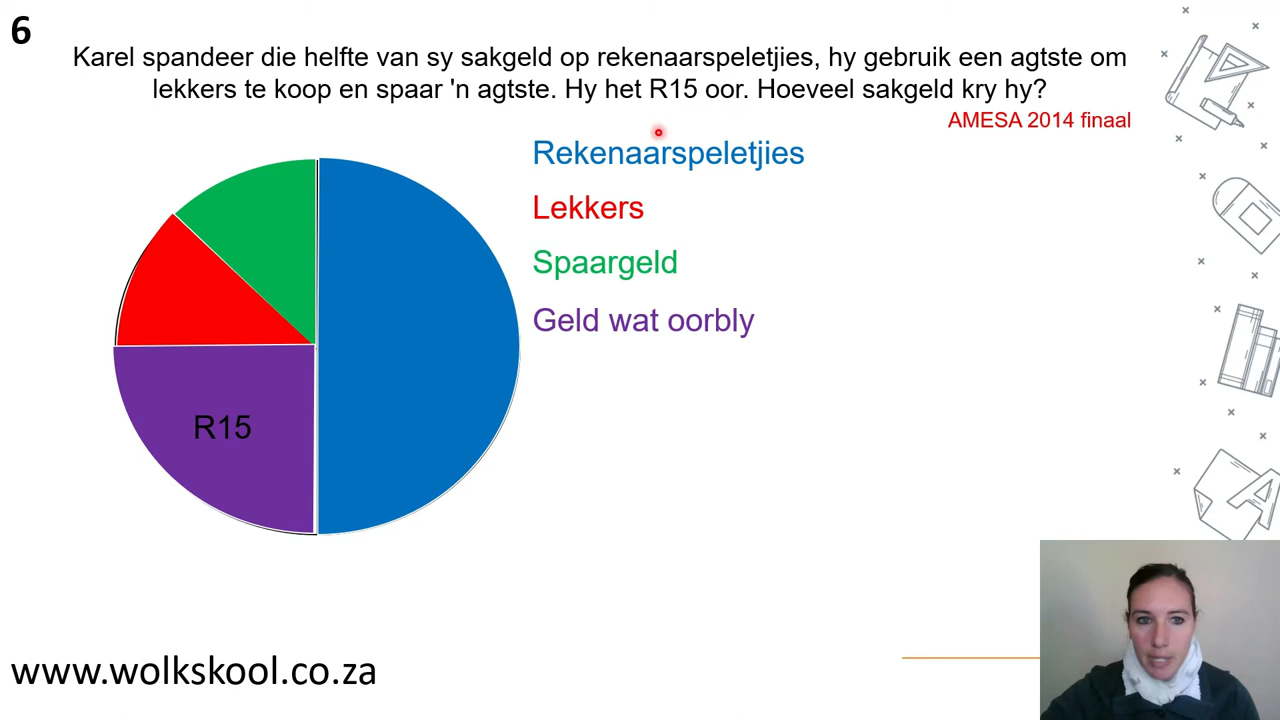 6
Karel spandeer die helfte van sy sakgeld op rekenaarspeletjies, hy gebruik een agtste om
lekkers te koop en spaar 'n agtste. Hy het R15 oor. Hoeveel sakgeld kry hy?
AMESA 2014 finaal
Rekenaarspeletjies
Lekkers
Spaargeld
Geld wat oorbly
R15
www.wolkskool.co.za